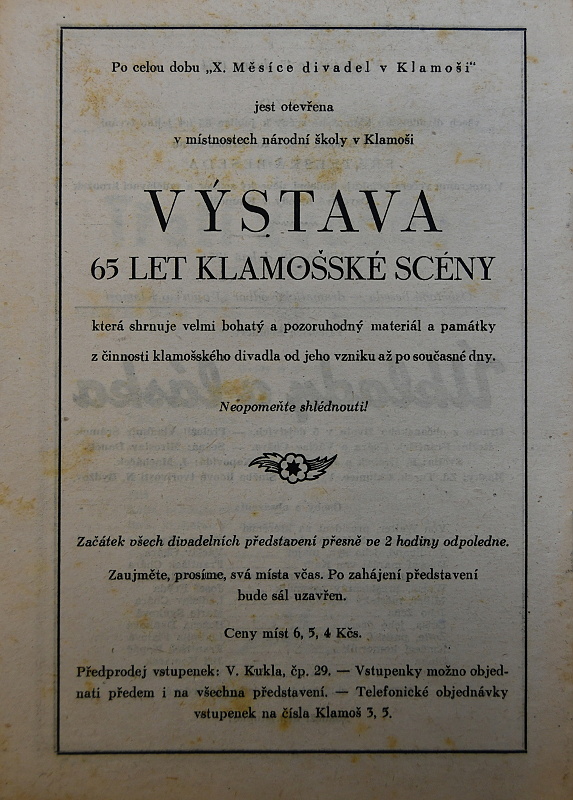 Po celou dobu „X. Měsíce divadel v Klamoši“
jest otevřena
v místnostech národní školy v Klamoši
VÝSTAVA
65 LET KLAMOŠSKÉ SCÉNY
která shrnuje velmi bohatý a pozoruhodný materiál a památky
z činnosti klamošského divadla od jeho vzniku až po současné dny.
Neopomeňte shlédnouti!
Začátek všech divadelních představení přesně ve 2 hodiny odpoledne.
Zaujměte, prosíme, svá místa včas. Po zahájení představení
bude sál uzavřen.
Ceny míst 6, 5, 4 Kčs.
Předprodej vstupenek: V. Kukla, čp. 29. — Vstupenky možno objed-
nati předem i na všechna představení. — Telefonické objednávky
vstupenek na čísla Klamoš 3, 5.